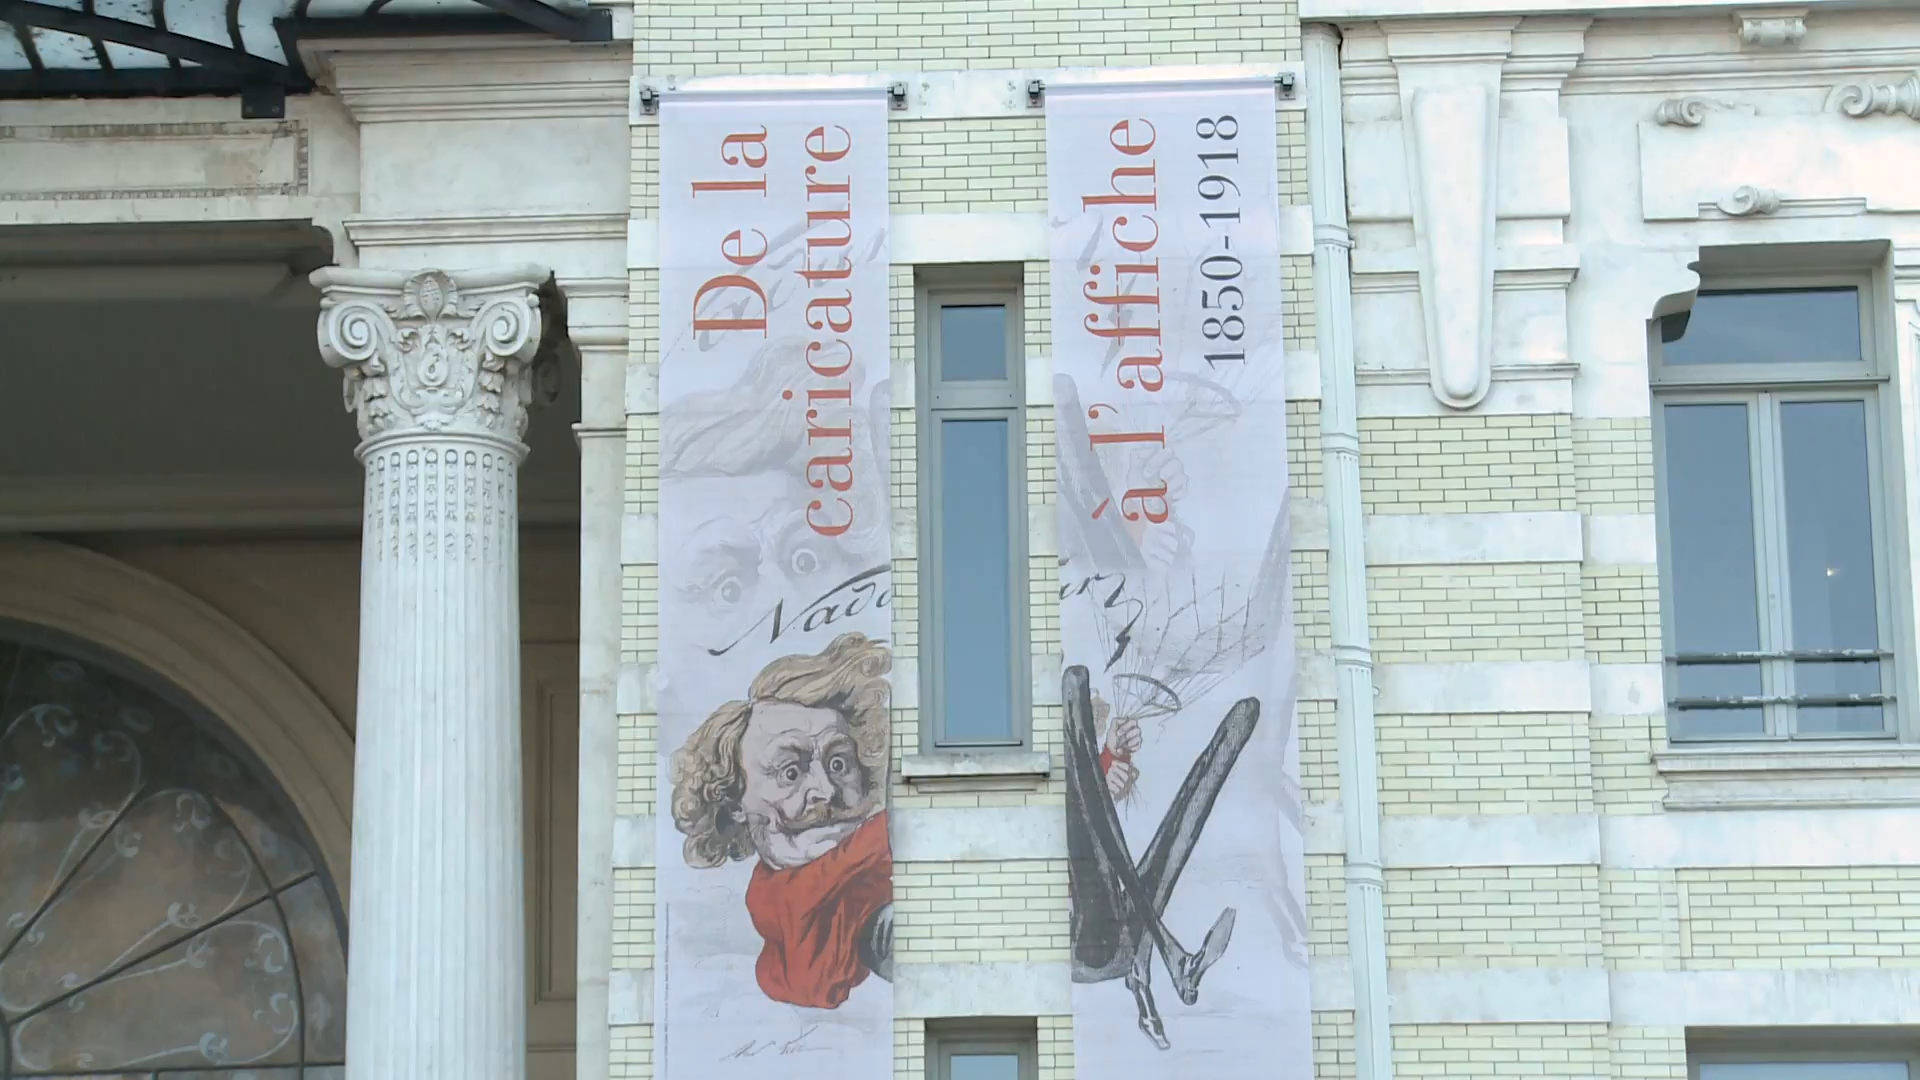 De la
caricature
à l'affiche
1850-1918
Nadar